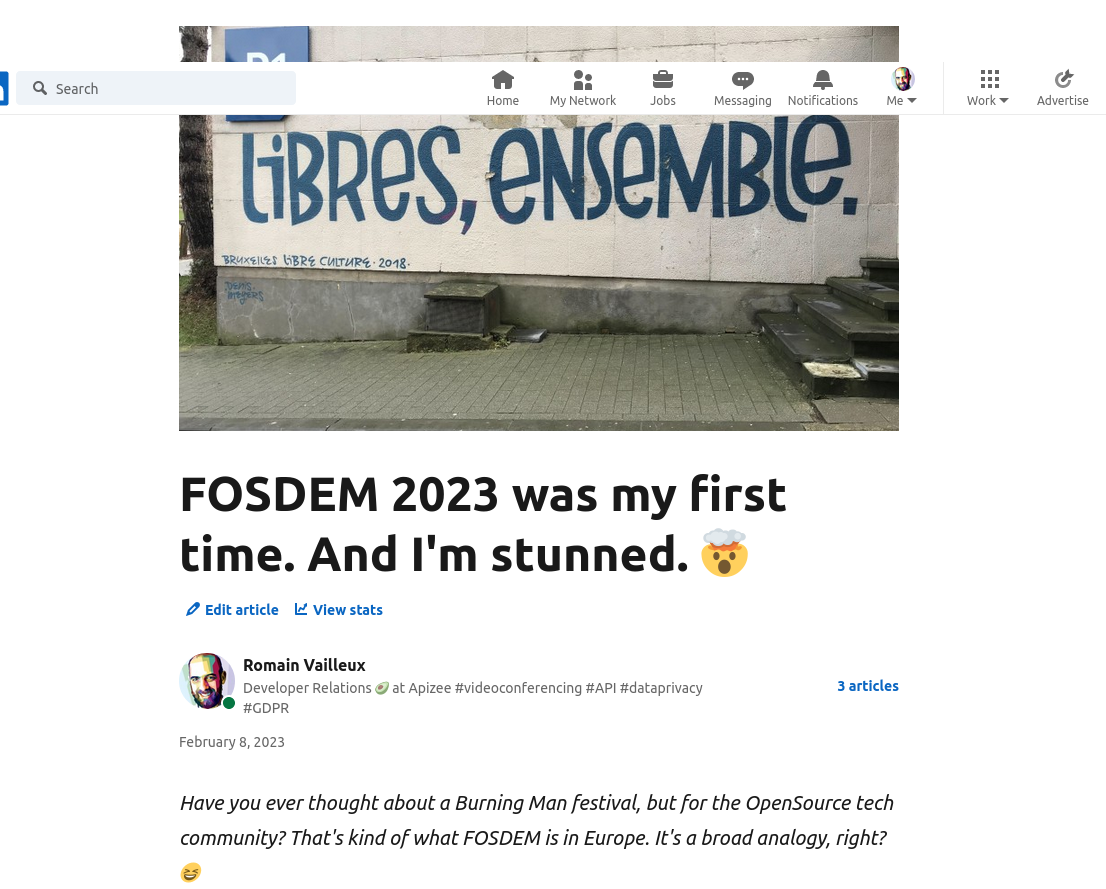 Search
Home
My Network
Jobs
Messaging
Notifications
Me
Work
Advertise
LIBRES, ENSEMBLE.
BRUXELLES LIBRE CULTURE · 2018.
DENIS
MEYERS
FOSDEM 2023 was my first
time. And I'm stunned. 🤯
Edit article
View stats
Romain Vailleux
Developer Relations 🥑 at Apizee #videoconferencing #API #dataprivacy
#GDPR
3 articles
February 8, 2023
Have you ever thought about a Burning Man festival, but for the OpenSource tech
community? That's kind of what FOSDEM is in Europe. It's a broad analogy, right?
😆